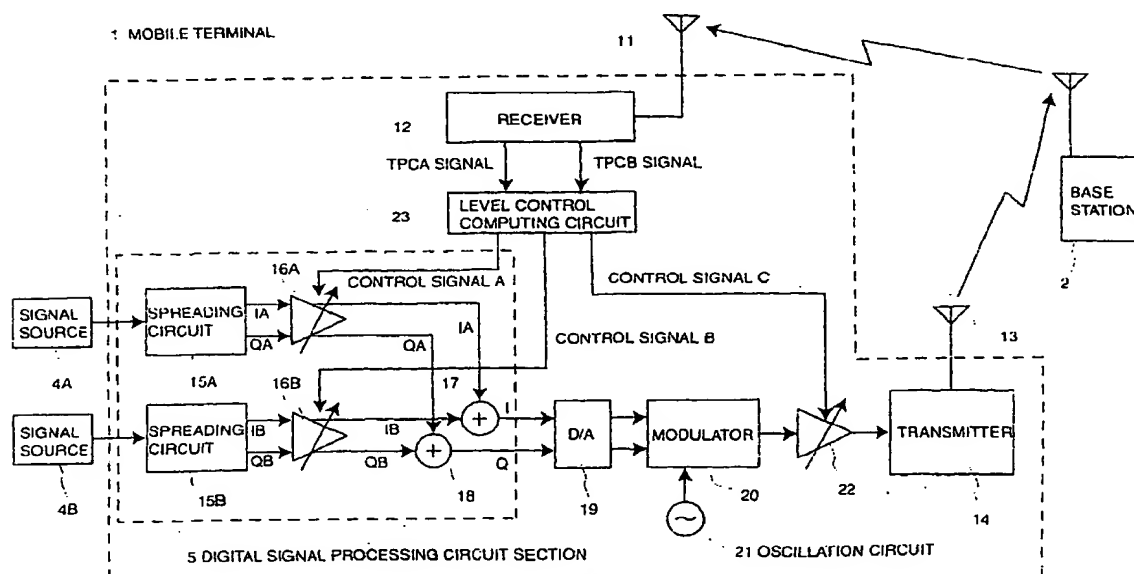 1 MOBILE TERMINAL
11
12
RECEIVER
TPCA SIGNAL
TPCB SIGNAL
23
LEVEL CONTROL
COMPUTING CIRCUIT
BASE
STATION
2
16A
CONTROL SIGNAL A
CONTROL SIGNAL C
SIGNAL
SOURCE
4A
SPREADING
CIRCUIT
15A
IA
QA
QA
IA
CONTROL SIGNAL B
13
16B
17
SIGNAL
SOURCE
4B
SPREADING
CIRCUIT
15B
IB
QB
IB
QB
+
+
18
I
Q
D/A
19
MODULATOR
20
22
TRANSMITTER
14
5 DIGITAL SIGNAL PROCESSING CIRCUIT SECTION
21 OSCILLATION CIRCUIT